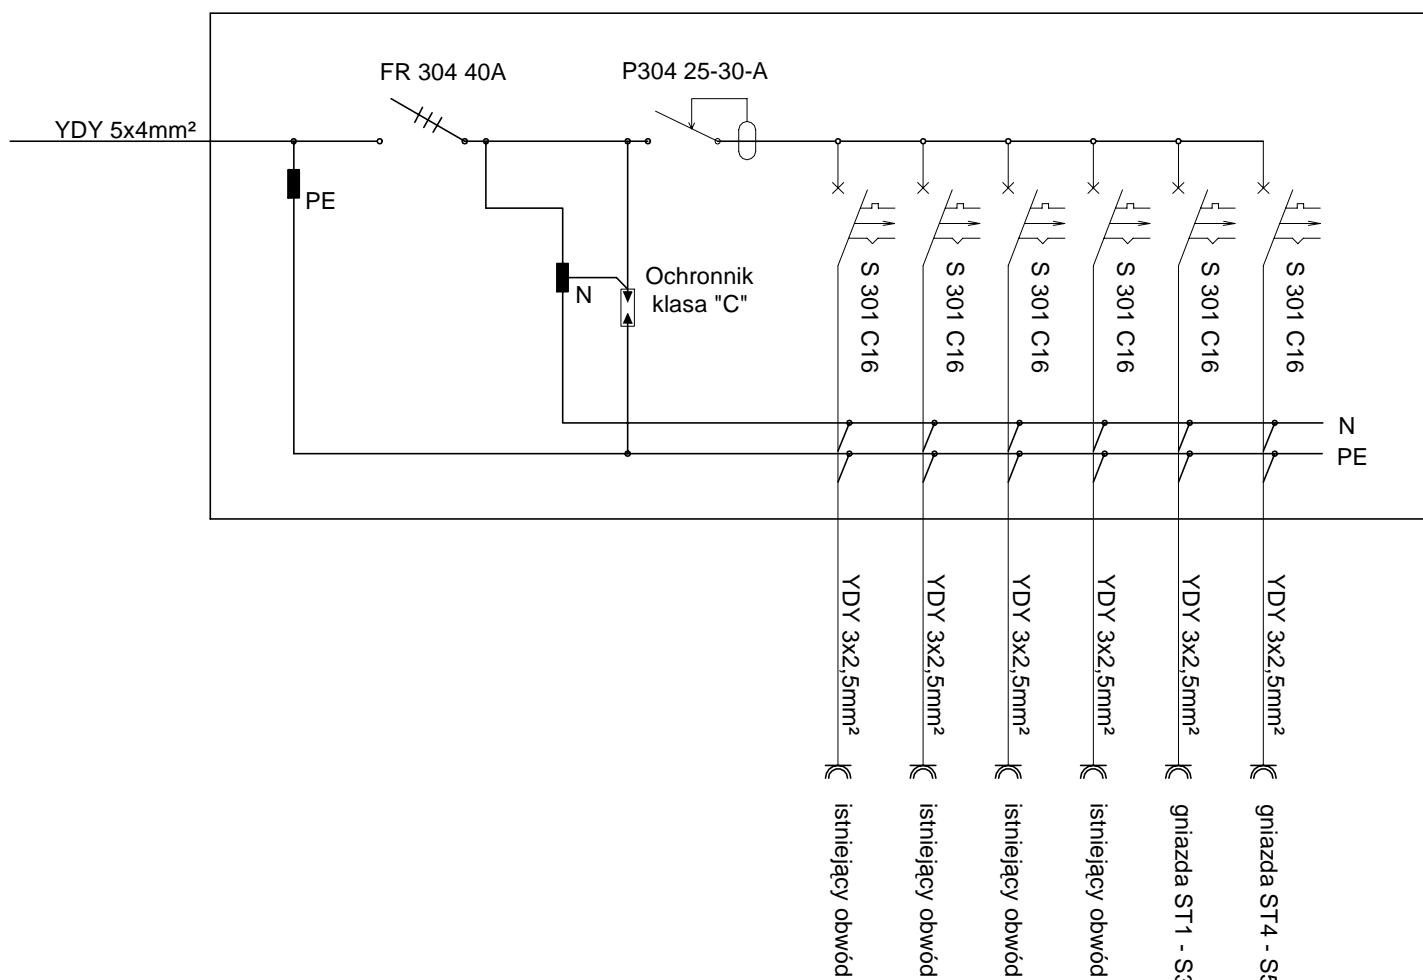 FR 304 40A
P304 25-30-A
YDY 5x4mm²
PE
N
Ochronnik
klasa "C"
S 301 C16
S 301 C16
S 301 C16
S 301 C16
S 301 C16
S 301 C16
N
PE
YDY 3x2,5mm²
YDY 3x2,5mm²
YDY 3x2,5mm²
YDY 3x2,5mm²
YDY 3x2,5mm²
YDY 3x2,5mm²
istniejący obwód
istniejący obwód
istniejący obwód
istniejący obwód
gniazda ST1 - S3
gniazda ST4 - S5